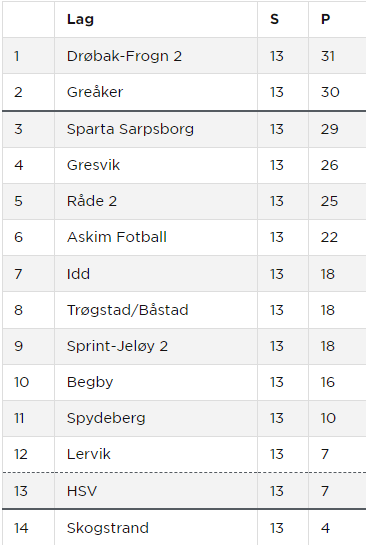 Lag S P
1 Drøbak-Frogn 2 13 31
2 Greåker 13 30
3 Sparta Sarpsborg 13 29
4 Gresvik 13 26
5 Råde 2 13 25
6 Askim Fotball 13 22
7 Idd 13 18
8 Trøgstad/Båstad 13 18
9 Sprint-Jeløy 2 13 18
10 Begby 13 16
11 Spydeberg 13 10
12 Lervik 13 7
13 HSV 13 7
14 Skogstrand 13 4